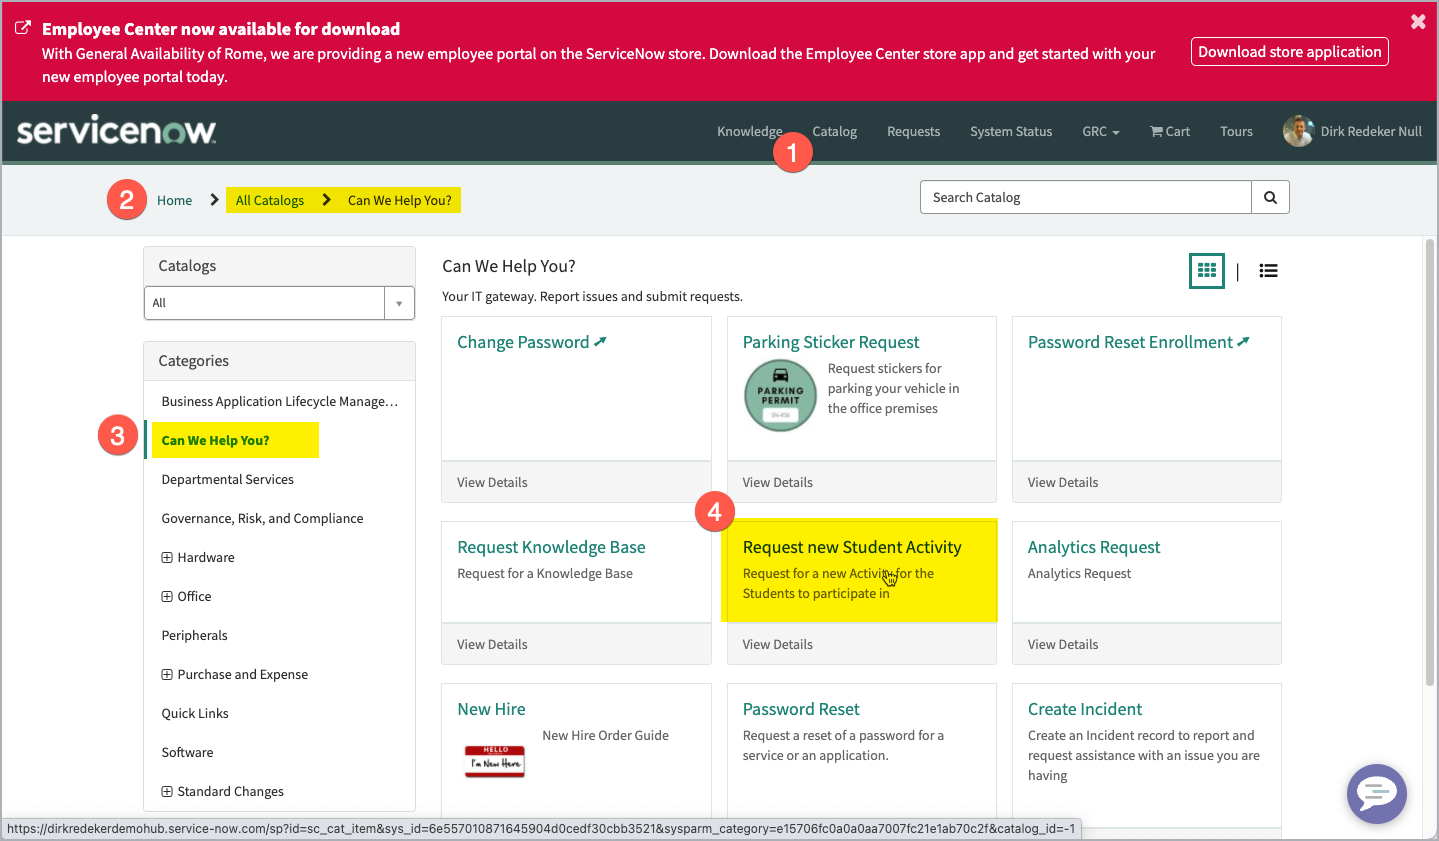 Employee Center now available for download
With General Availability of Rome, we are providing a new employee portal on the ServiceNow store. Download the Employee Center store app and get started with your
new employee portal today.
Download store application
servicenow
Knowledge
Catalog
Requests
System Status
GRC
Cart
Tours
Dirk Redeker Null
1
2
Home
All Catalogs
Can We Help You?
Search Catalog
Catalogs
All
Categories
Business Application Lifecycle Manage...
3
Can We Help You?
Departmental Services
Governance, Risk, and Compliance
Hardware
Office
Peripherals
Purchase and Expense
Quick Links
Software
Standard Changes
Can We Help You?
Your IT gateway. Report issues and submit requests.
Change Password
View Details
Parking Sticker Request
PARKING
PERMIT
Request stickers for
parking your vehicle in
the office premises
View Details
Password Reset Enrollment
View Details
Request Knowledge Base
Request for a Knowledge Base
View Details
4
Request new Student Activity
Request for a new Activity for the
Students to participate in
View Details
Analytics Request
Analytics Request
View Details
New Hire
HELLO
I'm New Here
New Hire Order Guide
Password Reset
Request a reset of a password for a
service or an application.
Create Incident
Create an Incident record to report and
request assistance with an issue you are
having
https://dirkredekerdemohub.service-now.com/sp?id=sc_cat_item&sys_id=6e557010871645904d0cedf30cbb3521&sysparm_category=e15706fc0a0a0aa7007fc21e1ab70c2f&catalog_id=-1